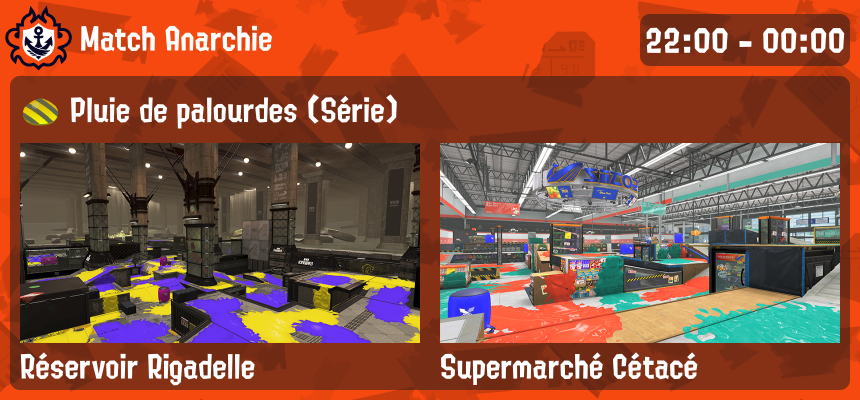 Match Anarchie
22:00 - 00:00
Pluie de palourdes (Série)
Réservoir Rigadelle
Supermarché Cétacé